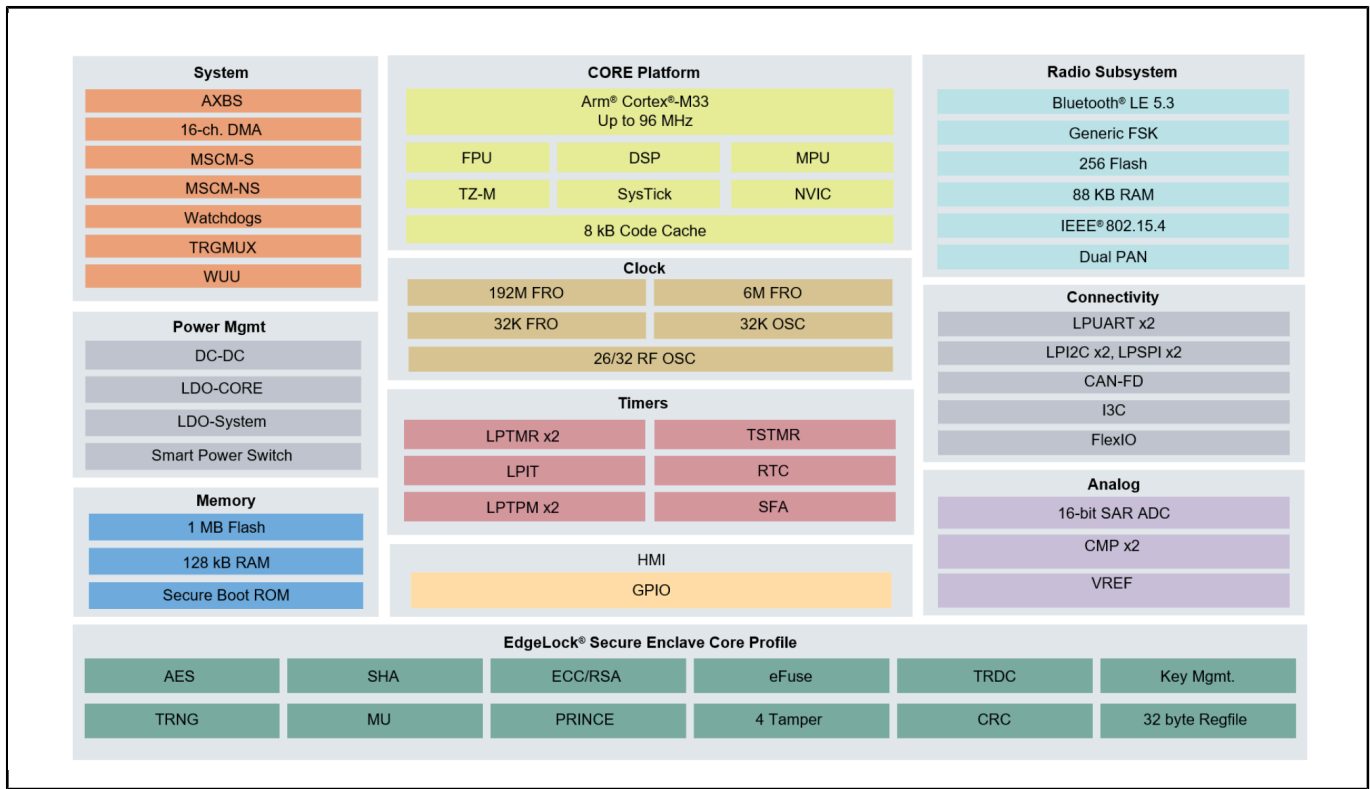 System
AXBS
16-ch. DMA
MSCM-S
MSCM-NS
Watchdogs
TRGMUX
WUU
Power Mgmt
DC-DC
LDO-CORE
LDO-System
Smart Power Switch
Memory
1 MB Flash
128 kB RAM
Secure Boot ROM
CORE Platform
Arm® Cortex®-M33
Up to 96 MHz
FPU DSP MPU
TZ-M SysTick NVIC
8 kB Code Cache
Clock
192M FRO 6M FRO
32K FRO 32K OSC
26/32 RF OSC
Timers
LPTMR x2 TSTMR
LPIT RTC
LPTPM x2 SFA
HMI
GPIO
Radio Subsystem
Bluetooth® LE 5.3
Generic FSK
256 Flash
88 KB RAM
IEEE® 802.15.4
Dual PAN
Connectivity
LPUART x2
LPI2C x2, LPSPI x2
CAN-FD
I3C
FlexIO
Analog
16-bit SAR ADC
CMP x2
VREF
EdgeLock® Secure Enclave Core Profile
AES SHA ECC/RSA eFuse TRDC Key Mgmt.
TRNG MU PRINCE 4 Tamper CRC 32 byte Regfile